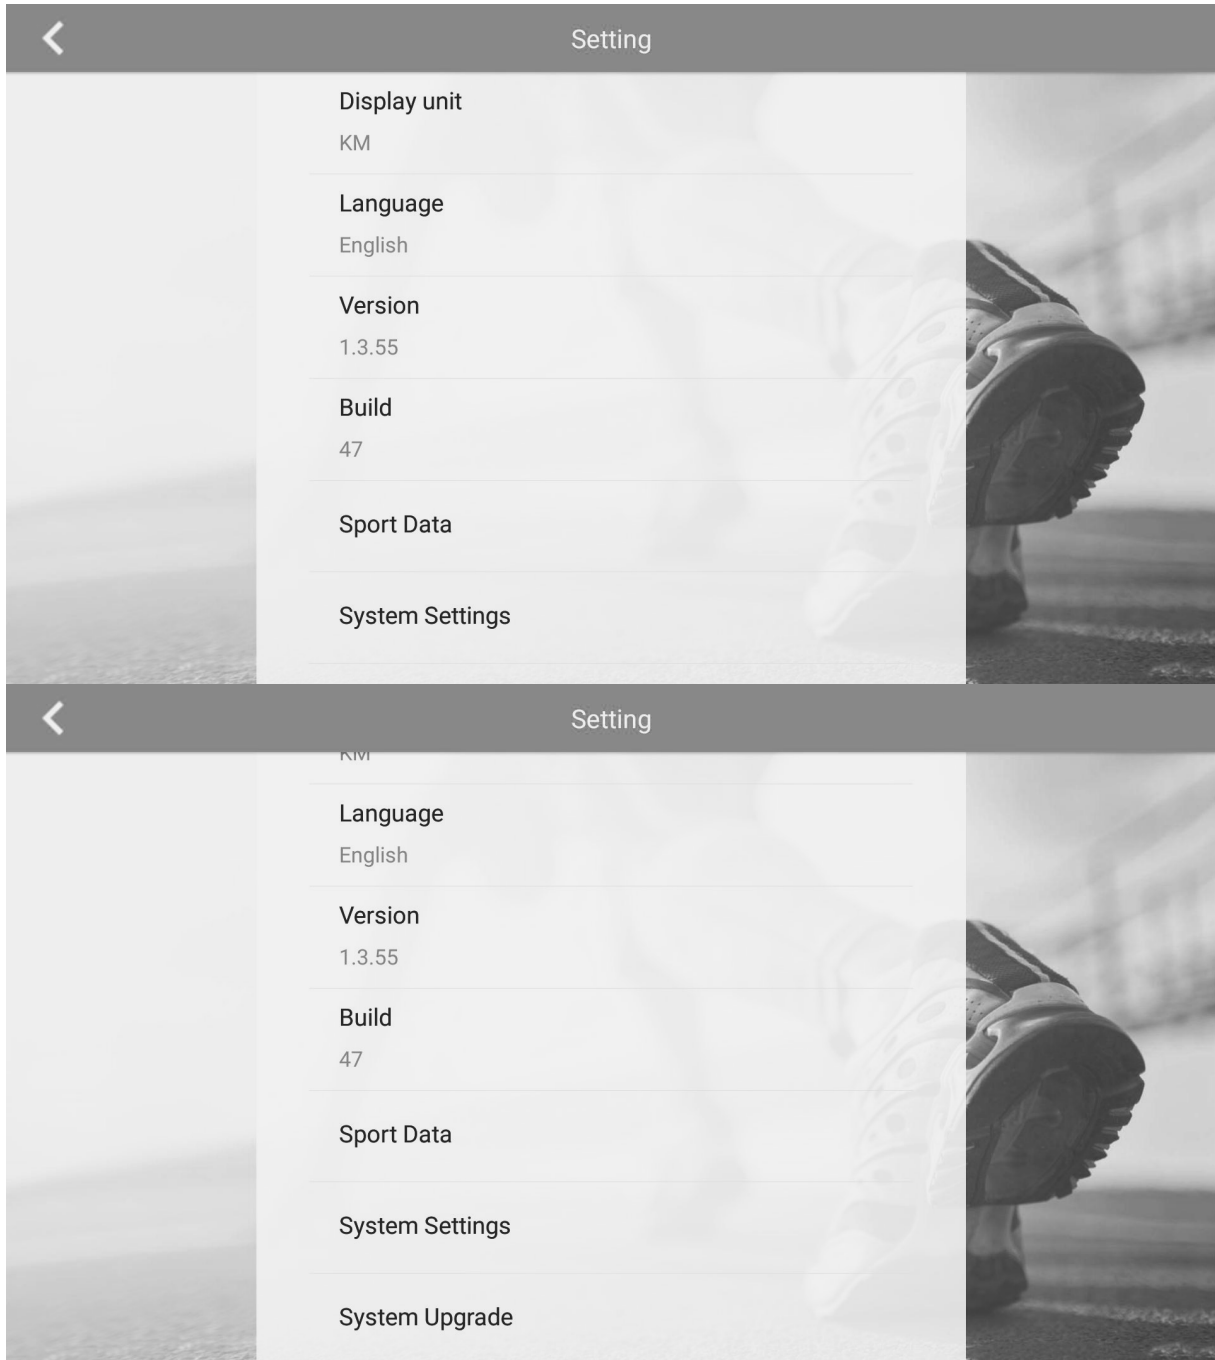 Setting
Display unit
KM
Language
English
Version
1.3.55
Build
47
Sport Data
System Settings
Setting
KM
Language
English
Version
1.3.55
Build
47
Sport Data
System Settings
System Upgrade